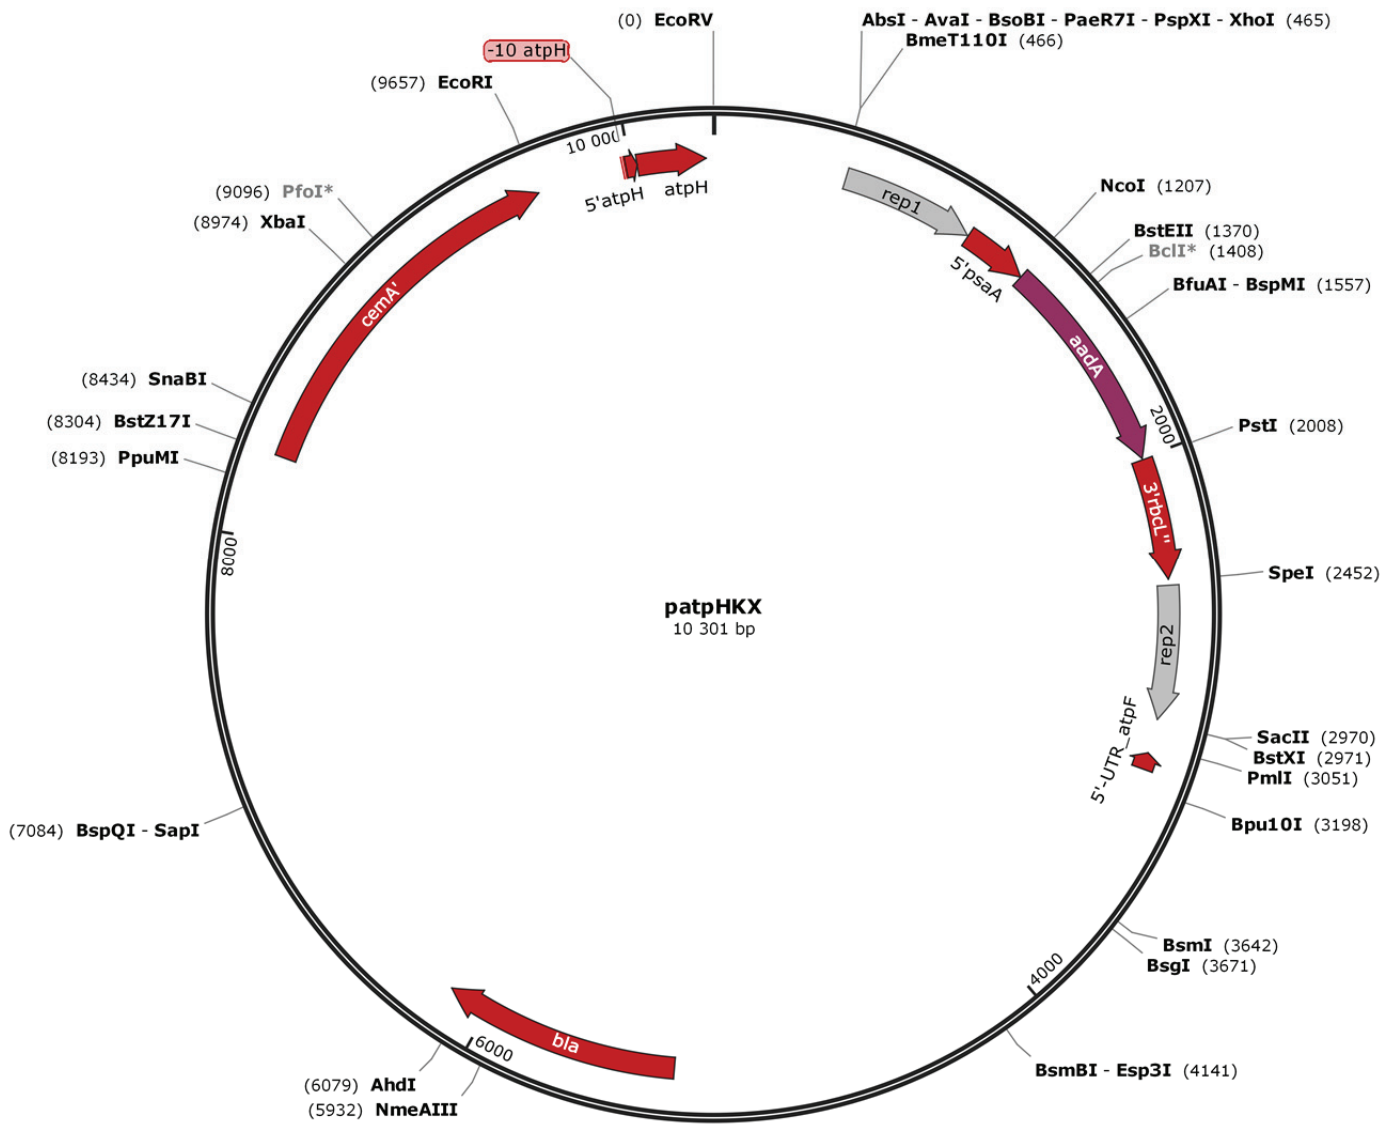 (0) EcoRV
AbsI - AvaI - BsoBI - PaeR7I - PspXI - XhoI (465)
BmeT110I (466)
-10 atpH
(9657) EcoRI
10 000
5'atpH
atpH
rep1
NcoI (1207)
(9096) PfoI*
(8974) XbaI
BstEII (1370)
BclI* (1408)
BfuAI - BspMI (1557)
5'psaA
cemA'
aadA
(8434) SnaBI
(8304) BstZ17I
(8193) PpuMI
2000
PstI (2008)
3'rbcL"
8000
SpeI (2452)
patpHKX
10 301 bp
rep2
5'-UTR_atpF
SacII (2970)
BstXI (2971)
PmlI (3051)
(7084) BspQI - SapI
Bpu10I (3198)
BsmI (3642)
BsgI (3671)
4000
bla
6000
BsmBI - Esp3I (4141)
(6079) AhdI
(5932) NmeAIII